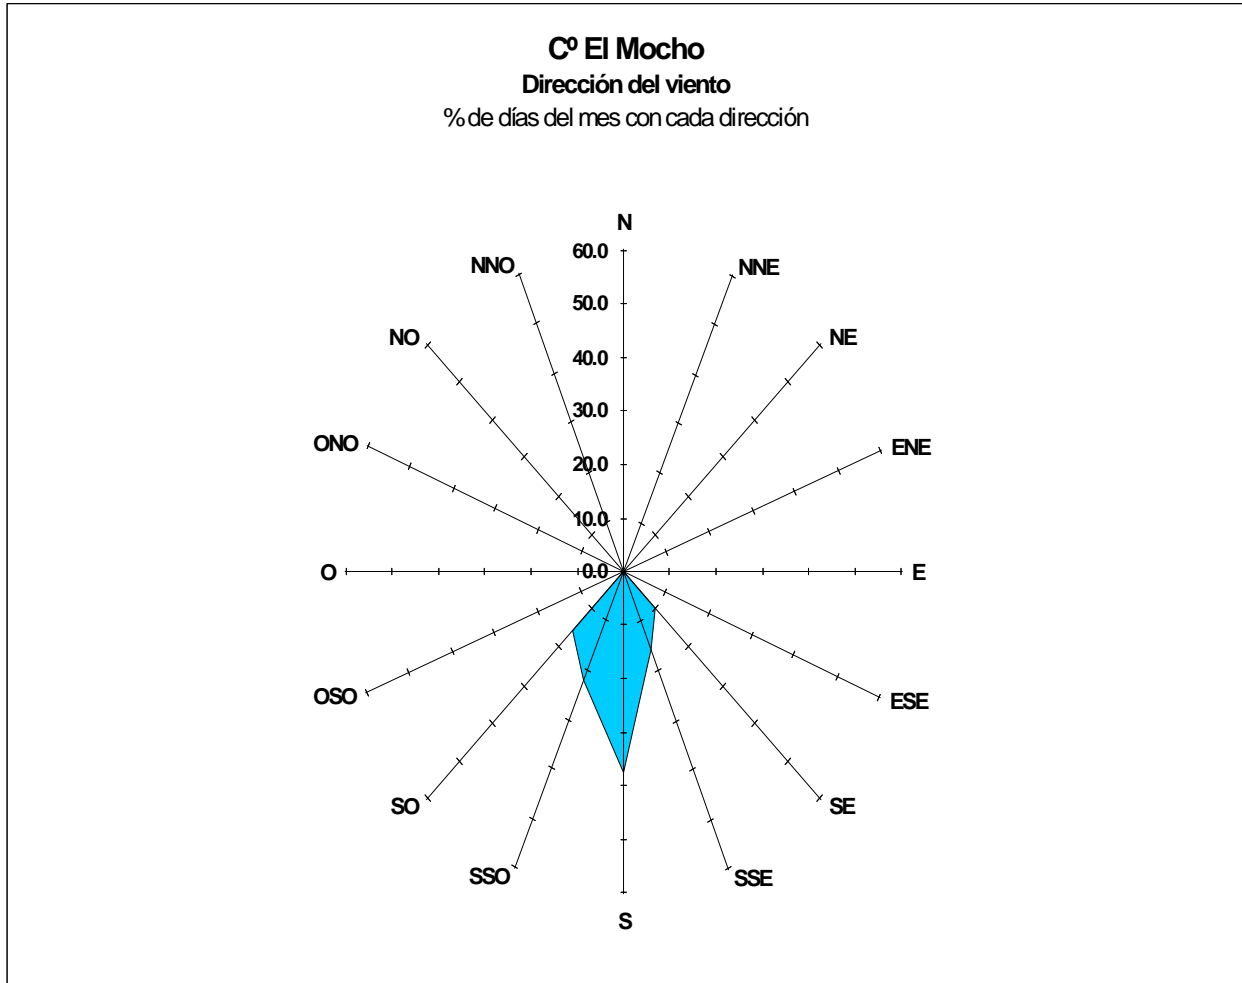 Cº El Mocho
Dirección del viento
% de días del mes con cada dirección
N
60.0
NNO
NNE
50.0
NO
NE
40.0
30.0
ONO
ENE
20.0
10.0
O
0.0
E
OSO
ESE
SO
SE
SSO
SSE
S